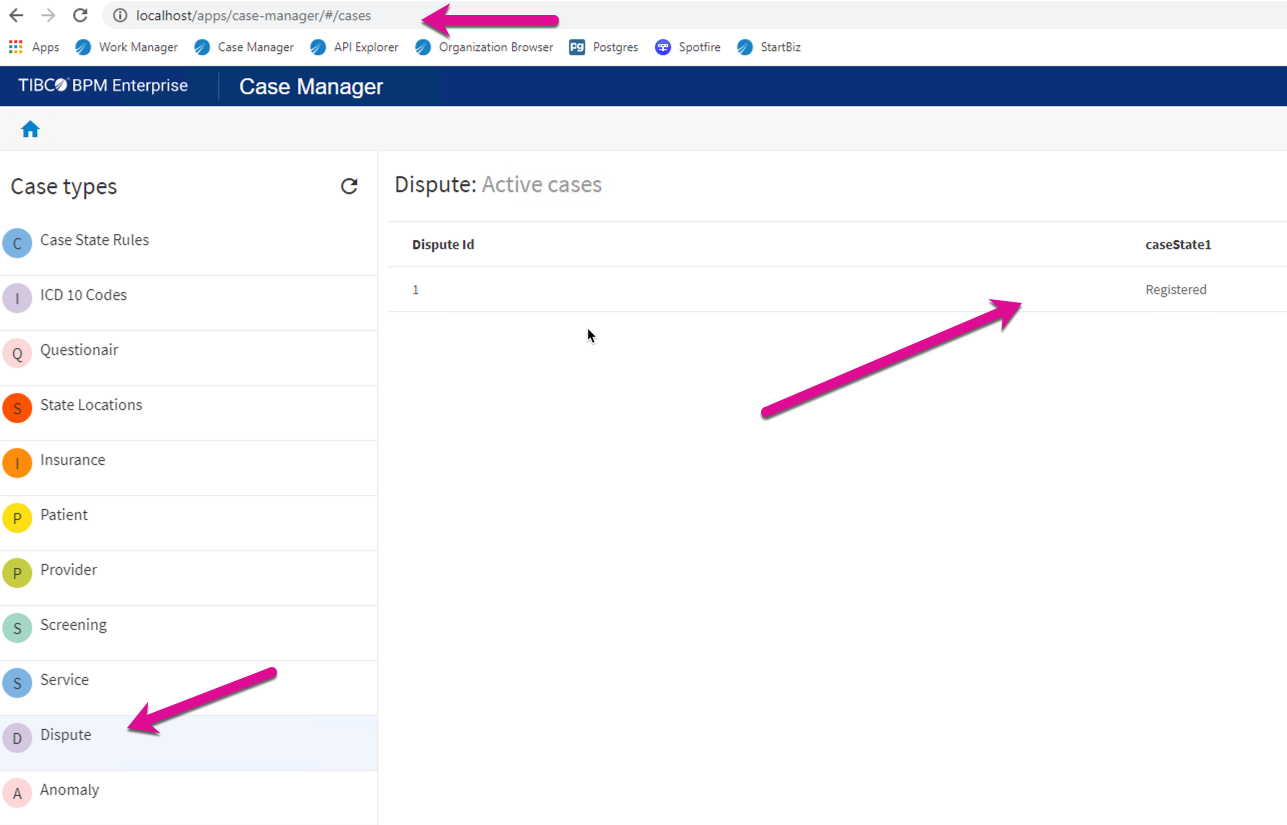 localhost/apps/case-manager/#/cases
Apps Work Manager Case Manager API Explorer Organization Browser Pg Postgres Spotfire StartBiz
TIBCO BPM Enterprise Case Manager
Case types
Dispute: Active cases
Dispute Id caseState1
1 Registered
C Case State Rules
I ICD 10 Codes
Q Questionair
S State Locations
I Insurance
P Patient
P Provider
S Screening
S Service
D Dispute
A Anomaly